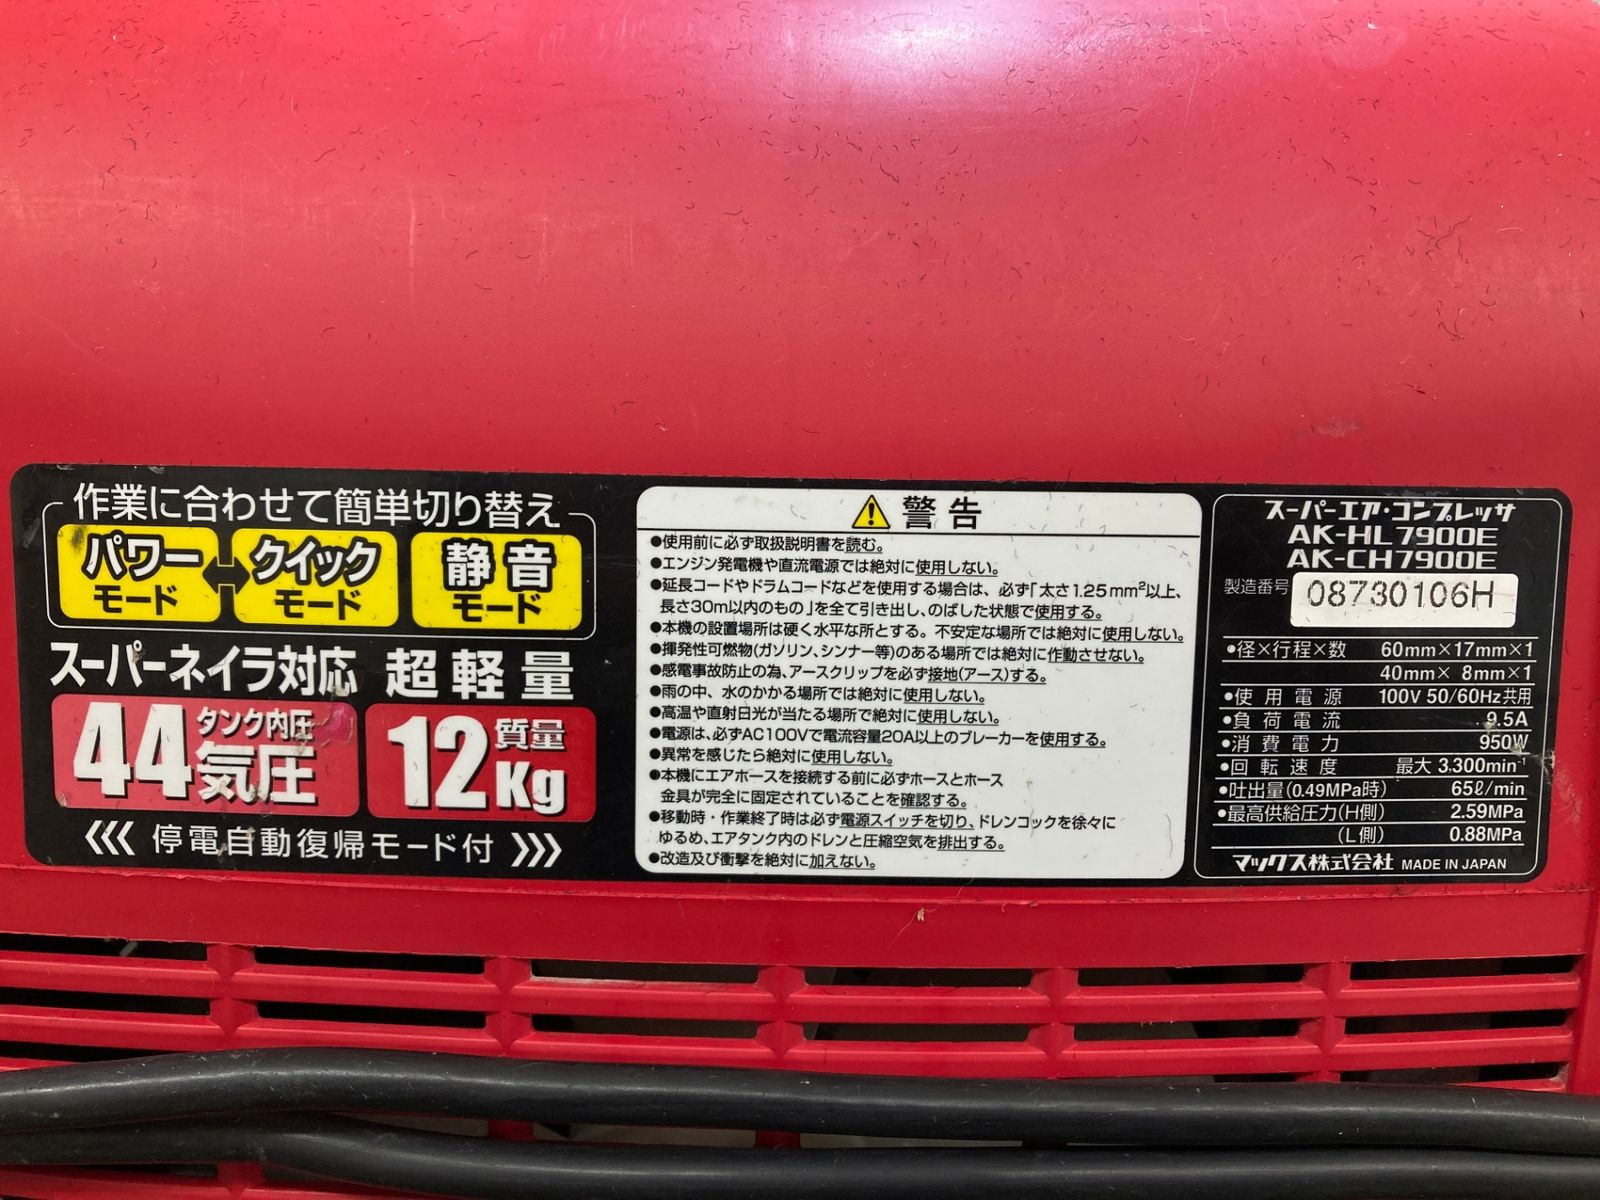 作業に合わせて簡単切り替え
パワーモード
クイックモード
静音モード
スーパーネイラ対応 超軽量
44 タンク内圧 気圧
12 質量 Kg
停電自動復帰モード付
警告
●使用前に必ず取扱説明書を読む。
●エンジン発電機や直流電源では絶対に使用しない。
●延長コードやドラムコードなどを使用する場合は、必ず「太さ1.25mm²以上、
長さ30m以内のもの」を全て引き出し、のばした状態で使用する。
●本機の設置場所は硬く水平な所とする。不安定な場所では絶対に使用しない。
●揮発性可燃物(ガソリン、シンナー等)のある場所では絶対に作動させない。
●感電事故防止の為、アースクリップを必ず接地(アース)する。
●雨の中、水のかかる場所では絶対に使用しない。
●高温や直射日光が当たる場所で絶対に使用しない。
●電源は、必ずAC100Vで電流容量20A以上のブレーカーを使用する。
●異常を感じたら絶対に使用しない。
●本機にエアホースを接続する前に必ずホースとホース
金具が完全に固定されていることを確認する。
●移動時・作業終了時は必ず電源スイッチを切り、ドレンコックを徐々に
ゆるめ、エアタンク内のドレンと圧縮空気を排出する。
●改造及び衝撃を絶対に加えない。
スーパーエア・コンプレッサ
AK-HL7900E
AK-CH7900E
製造番号 08730106H
●径×行程×数 60mm×17mm×1
40mm× 8mm×1
●使用電源 100V 50/60Hz共用
●負荷電流 9.5A
●消費電力 950W
●回転速度 最大 3.300min⁻¹
●吐出量(0.49MPa時) 65ℓ/min
●最高供給圧力(H側) 2.59MPa
(L側) 0.88MPa
マックス株式会社 MADE IN JAPAN